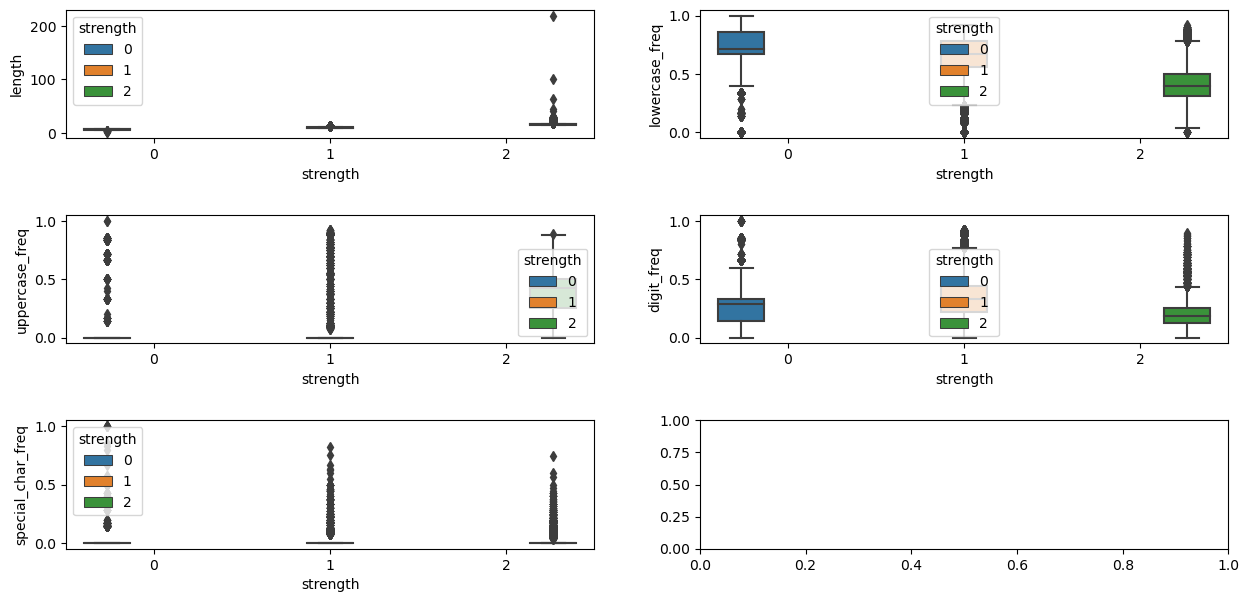 strength
0
1
2
200
100
0
length
0 1 2
strength
strength
0
1
2
1.0
0.5
0.0
lowercase_freq
0 1 2
strength
strength
0
1
2
1.0
0.5
0.0
uppercase_freq
0 1 2
strength
strength
0
1
2
1.0
0.5
0.0
digit_freq
0 1 2
strength
strength
0
1
2
1.0
0.5
0.0
special_char_freq
0 1 2
strength
1.00
0.75
0.50
0.25
0.00
0.0 0.2 0.4 0.6 0.8 1.0